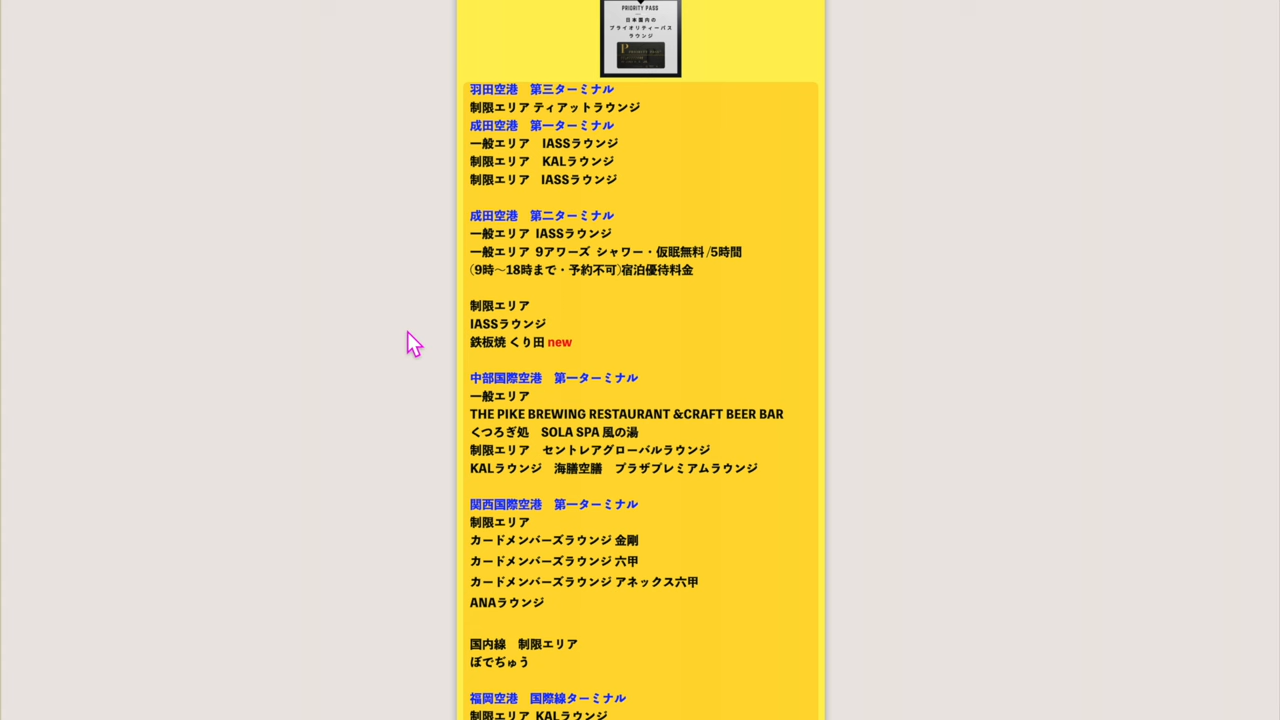 PRIORITY PASS
日本国内の
プライオリティーパス
ラウンジ
羽田空港　第三ターミナル
制限エリア ティアットラウンジ
成田空港　第一ターミナル
一般エリア　IASSラウンジ
制限エリア　KALラウンジ
制限エリア　IASSラウンジ
成田空港　第二ターミナル
一般エリア IASSラウンジ
一般エリア 9アワーズ シャワー・仮眠無料 /5時間
(9時〜18時まで・予約不可)宿泊優待料金
制限エリア
IASSラウンジ
鉄板焼 くり田 new
中部国際空港　第一ターミナル
一般エリア
THE PIKE BREWING RESTAURANT &CRAFT BEER BAR
くつろぎ処　SOLA SPA 風の湯
制限エリア　セントレアグローバルラウンジ
KALラウンジ　海膳空膳　プラザプレミアムラウンジ
関西国際空港　第一ターミナル
制限エリア
カードメンバーズラウンジ 金剛
カードメンバーズラウンジ 六甲
カードメンバーズラウンジ アネックス六甲
ANAラウンジ
国内線　制限エリア
ぼでぢゅう
福岡空港　国際線ターミナル
制限エリア KALラウンジ